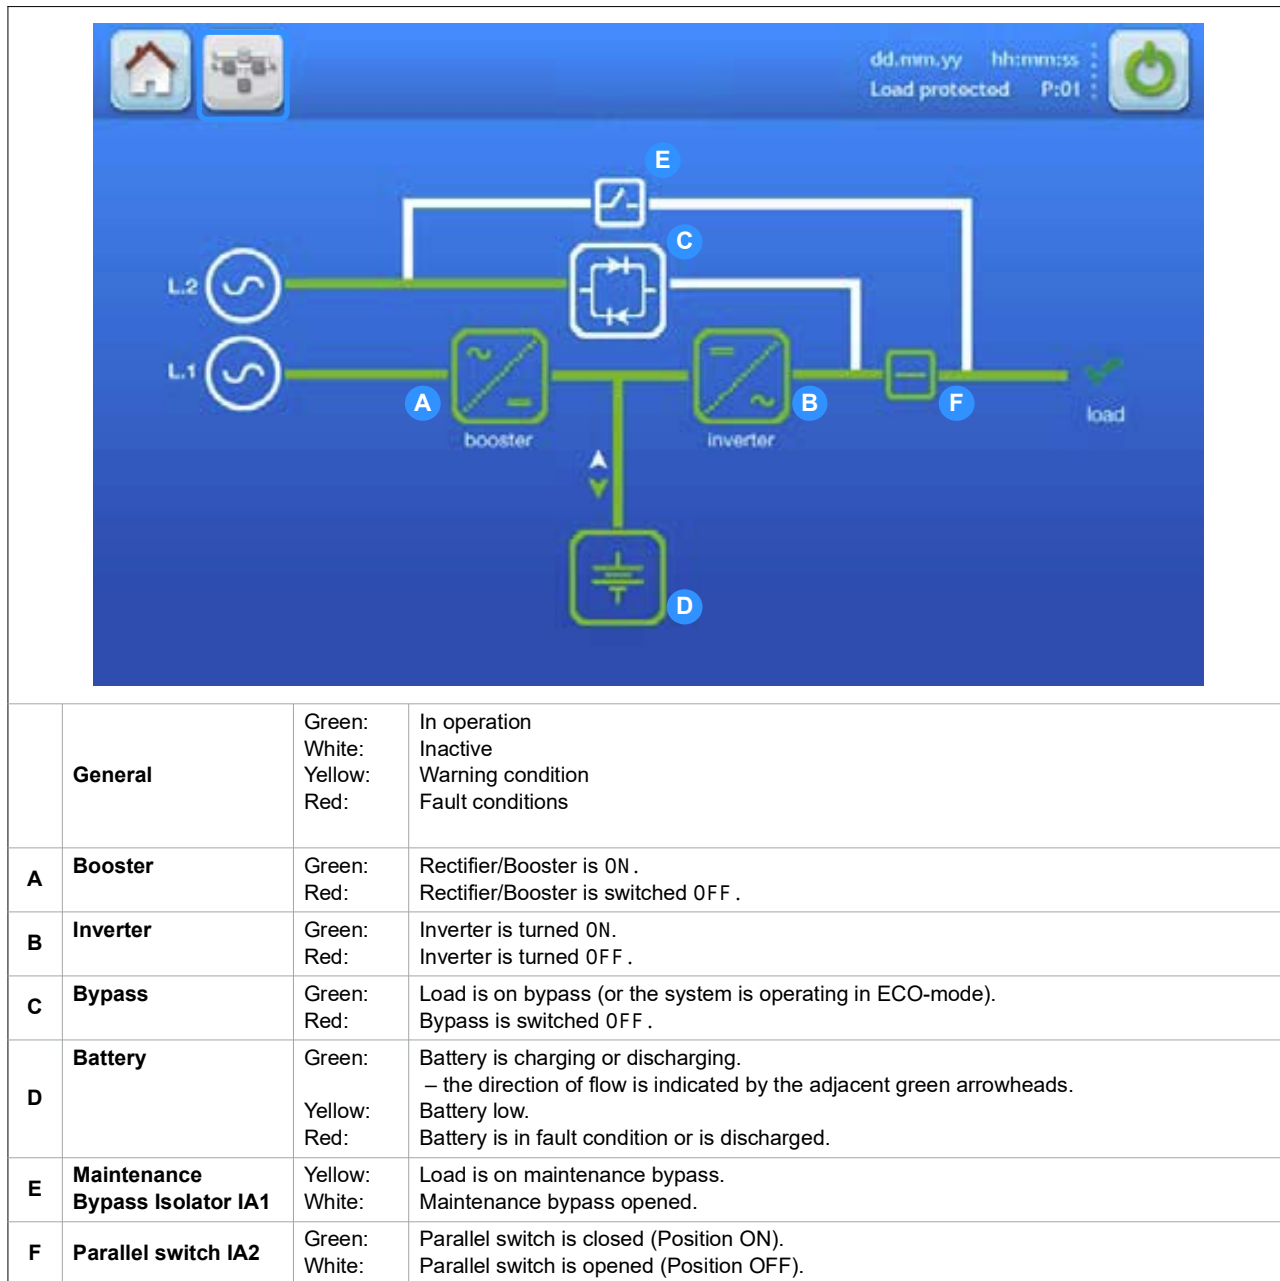 dd.mm.yy hh:mm:ss
Load protected P:01
E
C
L.2
L.1
A
B
F
booster
inverter
load
D
General
Green: In operation
White: Inactive
Yellow: Warning condition
Red: Fault conditions
A Booster
Green: Rectifier/Booster is ON.
Red: Rectifier/Booster is switched OFF.
B Inverter
Green: Inverter is turned ON.
Red: Inverter is turned OFF.
C Bypass
Green: Load is on bypass (or the system is operating in ECO-mode).
Red: Bypass is switched OFF.
D Battery
Green: Battery is charging or discharging.
– the direction of flow is indicated by the adjacent green arrowheads.
Yellow: Battery low.
Red: Battery is in fault condition or is discharged.
E Maintenance
Bypass Isolator IA1
Yellow: Load is on maintenance bypass.
White: Maintenance bypass opened.
F Parallel switch IA2
Green: Parallel switch is closed (Position ON).
White: Parallel switch is opened (Position OFF).